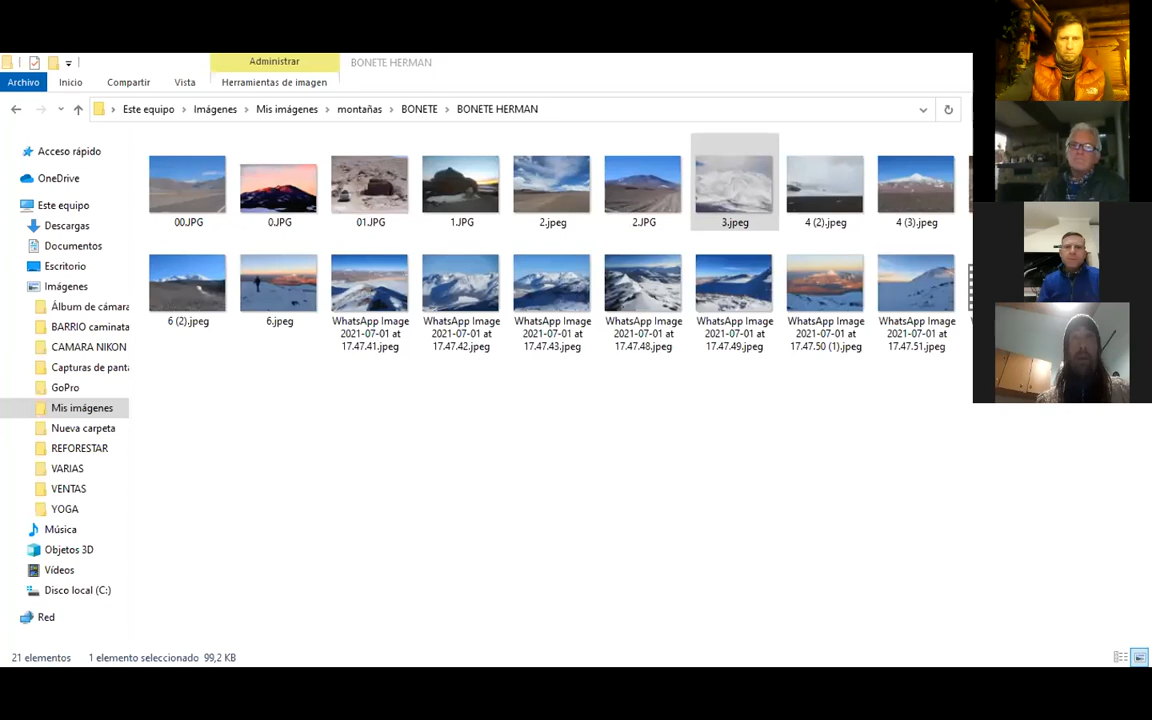 Administrar
BONETE HERMAN
Archivo
Inicio
Compartir
Vista
Herramientas de imagen
Este equipo
Imágenes
Mis imágenes
montañas
BONETE
BONETE HERMAN
Acceso rápido
OneDrive
Este equipo
Descargas
Documentos
Escritorio
Imágenes
Álbum de cámara
BARRIO caminata
CAMARA NIKON
Capturas de panta
GoPro
Mis imágenes
Nueva carpeta
REFORESTAR
VARIAS
VENTAS
YOGA
Música
Objetos 3D
Vídeos
Disco local (C:)
Red
00.JPG
0.JPG
01.JPG
1.JPG
2.jpeg
2.JPG
3.jpeg
4 (2).jpeg
4 (3).jpeg
6 (2).jpeg
6.jpeg
WhatsApp Image
2021-07-01 at
17.47.41.jpeg
WhatsApp Image
2021-07-01 at
17.47.42.jpeg
WhatsApp Image
2021-07-01 at
17.47.43.jpeg
WhatsApp Image
2021-07-01 at
17.47.48.jpeg
WhatsApp Image
2021-07-01 at
17.47.49.jpeg
WhatsApp Image
2021-07-01 at
17.47.50 (1).jpeg
WhatsApp Image
2021-07-01 at
17.47.51.jpeg
21 elementos
1 elemento seleccionado 99,2 KB